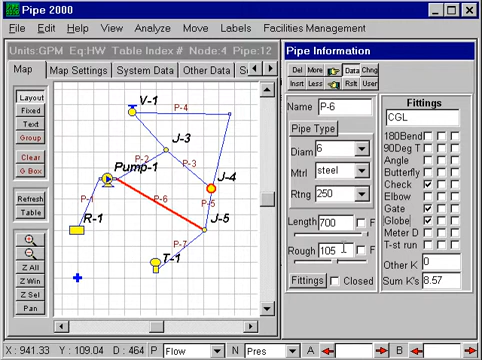 Pipe 2000
File Edit Help View Analyze Move Labels Facilities Management
Units:GPM Eq:HW Table Index # Node:4 Pipe:12
Map Map Settings System Data Other Data
Layout
Fixed
Text
Group
Clear
G Box
Refresh
Table
Z All
Z Win
Z Sel
Pan
V-1
P-4
J-3
P-2
Pump-1
P-3
J-4
P-1
P-6
P-5
R-1
J-5
P-7
T-1
Pipe Information
Del More Data Chng
Insrt Less Rslt User
Name P-6
Pipe Type
Diam 6
Mtrl steel
Rtng 250
Length 700 F
Rough 105 F
Fittings Closed
Fittings
CGL
180Bend
90Deg T
Angle
Butterfly
Check
Elbow
Gate
Globe
Meter D
T-st run
Other K 0
Sum K's 8.57
X : 941.33 Y : 109.04 D : 464 P Flow N Pres A B